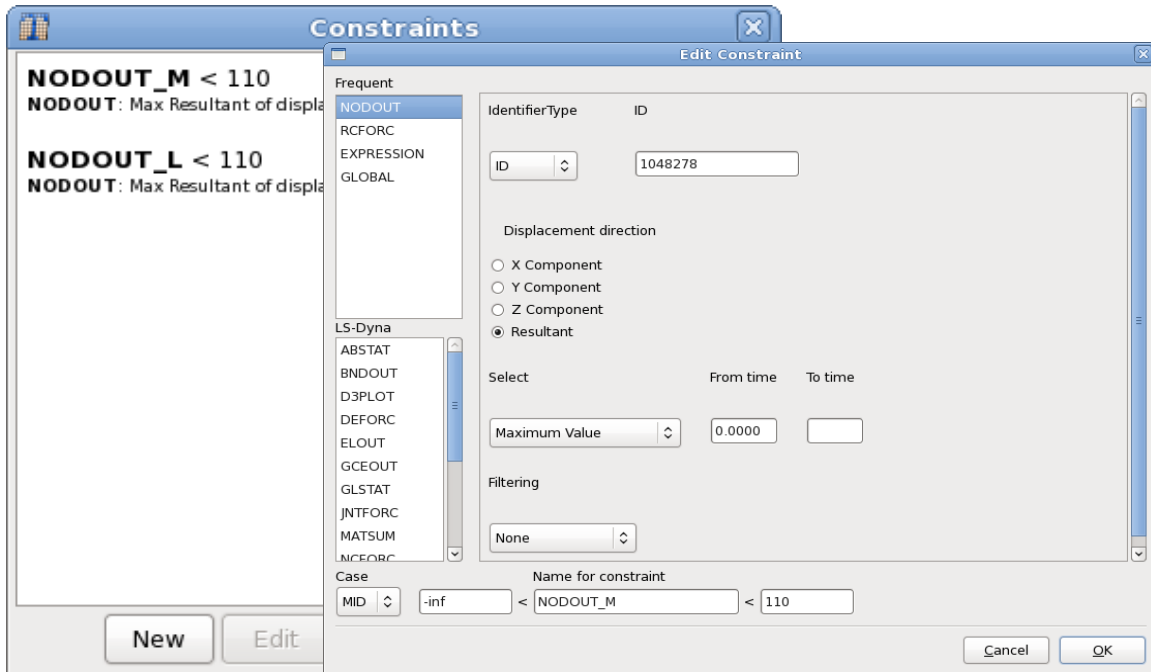 Constraints
NODOUT_M < 110
NODOUT: Max Resultant of displa
NODOUT_L < 110
NODOUT: Max Resultant of displa
New
Edit
Edit Constraint
Frequent
NODOUT
RCFORC
EXPRESSION
GLOBAL
LS-Dyna
ABSTAT
BNDOUT
D3PLOT
DEFORC
ELOUT
GCEOUT
GLSTAT
JNTFORC
MATSUM
NCFORC
IdentifierType ID
ID 1048278
Displacement direction
X Component
Y Component
Z Component
Resultant
Select From time To time
Maximum Value 0.0000
Filtering
None
Case Name for constraint
MID -inf < NODOUT_M < 110
Cancel OK